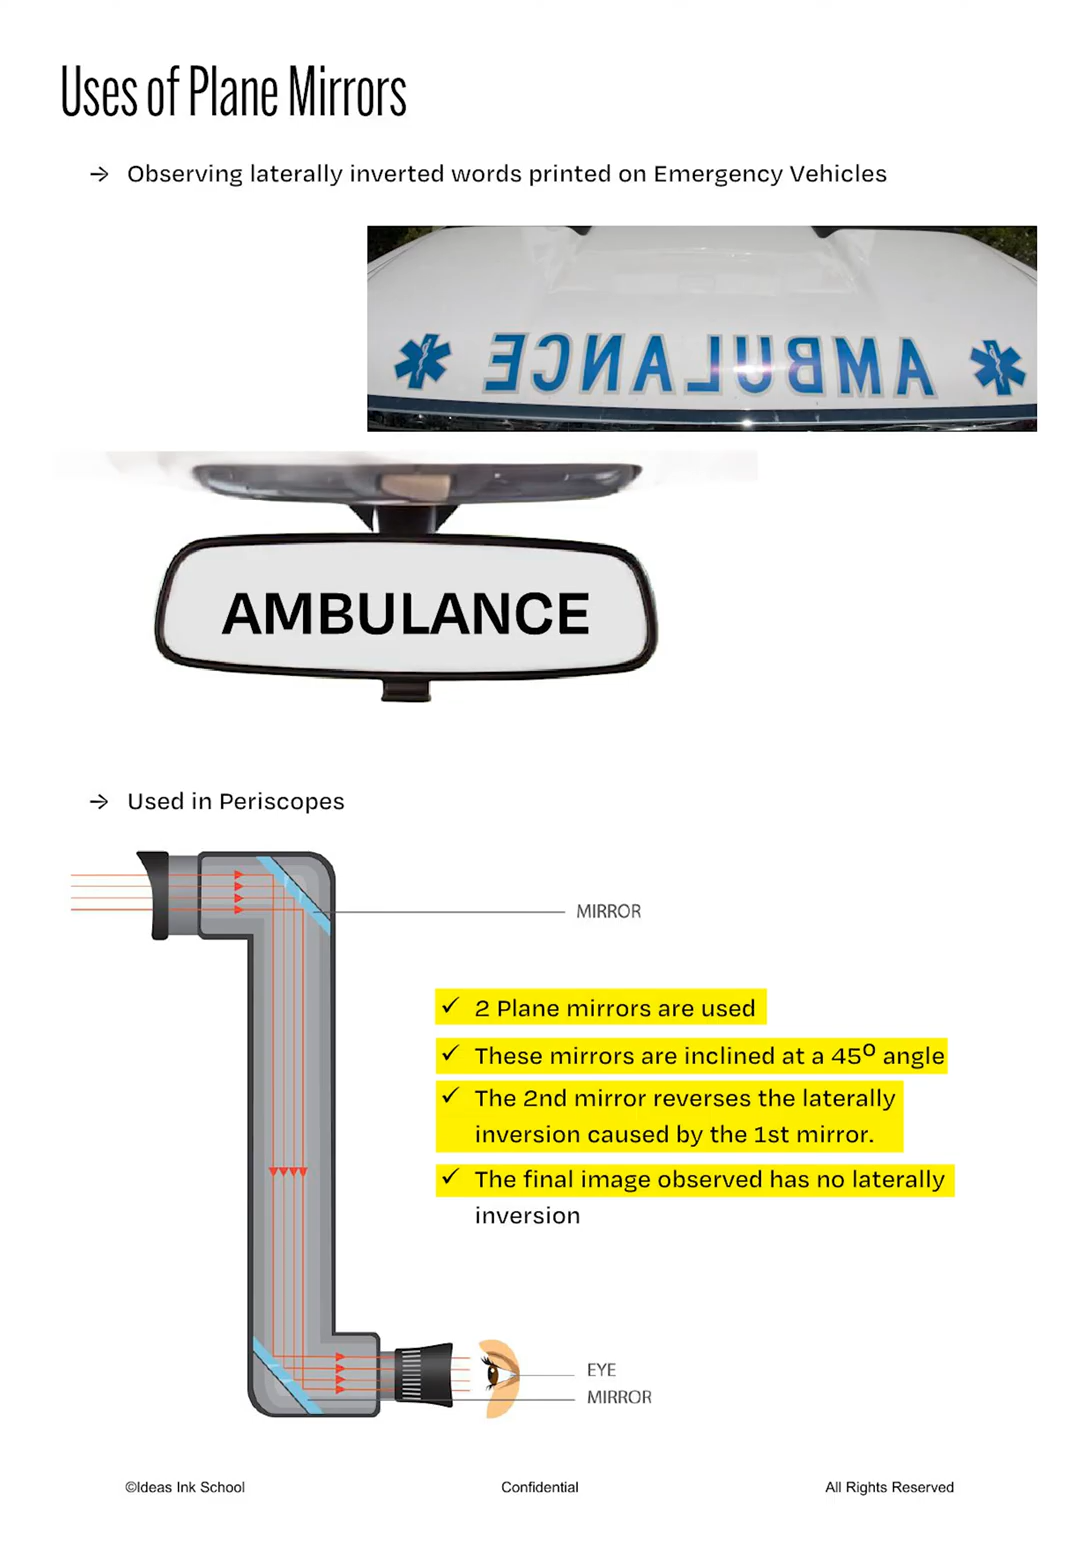 Uses of Plane Mirrors
→ Observing laterally inverted words printed on Emergency Vehicles
AMBULANCE
AMBULANCE
→ Used in Periscopes
MIRROR
✓ 2 Plane mirrors are used
✓ These mirrors are inclined at a 45º angle
✓ The 2nd mirror reverses the laterally
inversion caused by the 1st mirror.
✓ The final image observed has no laterally
inversion
EYE
MIRROR
©Ideas Ink School Confidential All Rights Reserved